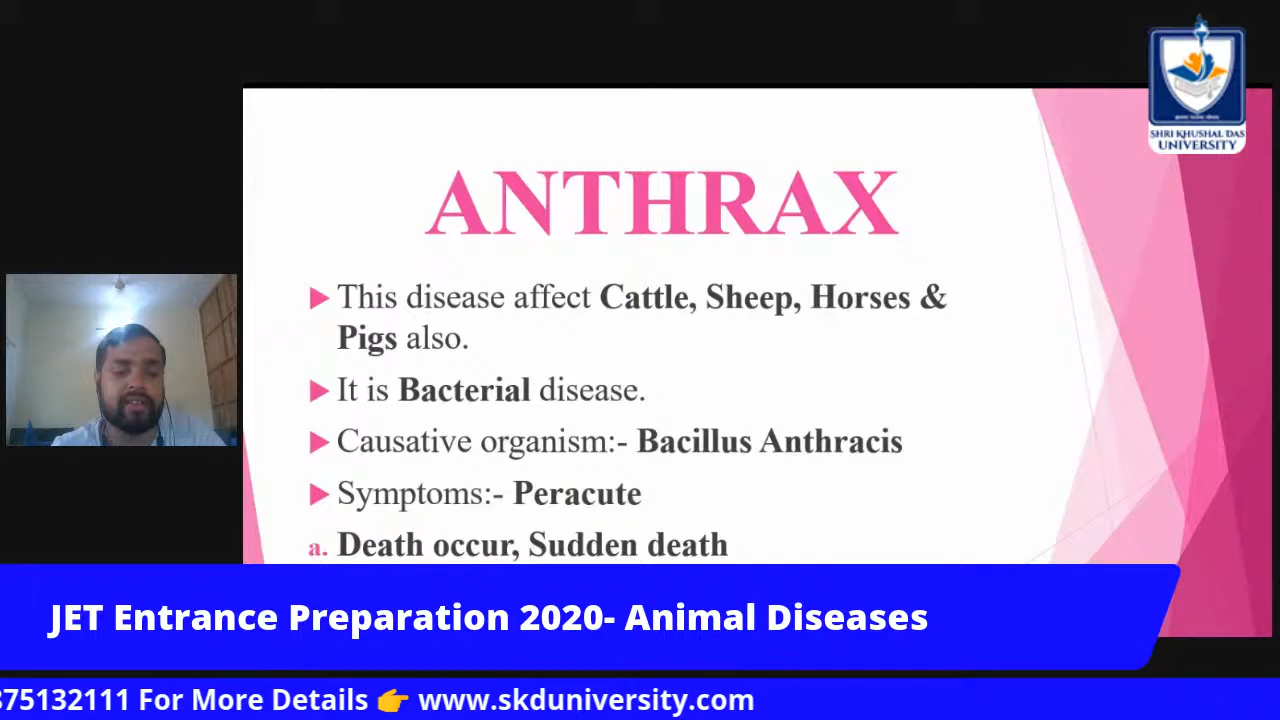 SHRI KHUSHAL DAS
UNIVERSITY
ANTHRAX
This disease affect Cattle, Sheep, Horses &
Pigs also.
It is Bacterial disease.
Causative organism:- Bacillus Anthracis
Symptoms:- Peracute
a. Death occur, Sudden death
JET Entrance Preparation 2020- Animal Diseases
375132111 For More Details 👉 www.skduniversity.com